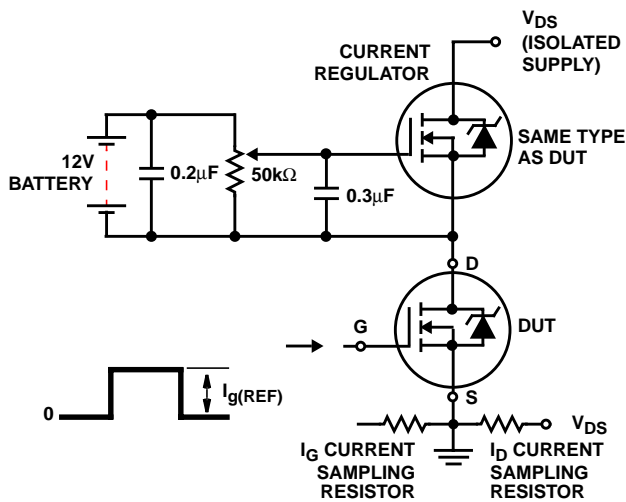 V_DS
(ISOLATED
SUPPLY)
CURRENT
REGULATOR
SAME TYPE
AS DUT
12V
BATTERY
0.2μF
50kΩ
0.3μF
D
G
DUT
I_g(REF)
0
S
V_DS
I_G CURRENT
SAMPLING
RESISTOR
I_D CURRENT
SAMPLING
RESISTOR